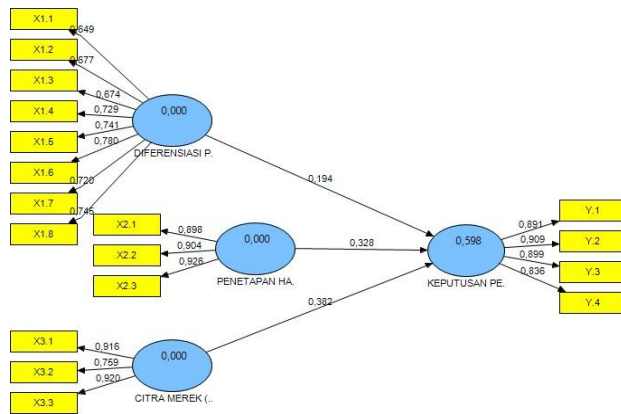 X1.1
0,649
X1.2
0,677
X1.3
0,674
X1.4
0,729
X1.5
0,741
X1.6
0,780
X1.7
0,720
X1.8
0,745
0,000
DIFERENSIASI P.
0,194
X2.1
0,898
X2.2
0,904
X2.3
0,926
0,000
PENETAPAN HA.
0,328
X3.1
0,916
X3.2
0,759
X3.3
0,920
0,000
CITRA MEREK (..
0,382
0,598
KEPUTUSAN PE.
0,891
Y.1
0,909
Y.2
0,899
Y.3
0,836
Y.4